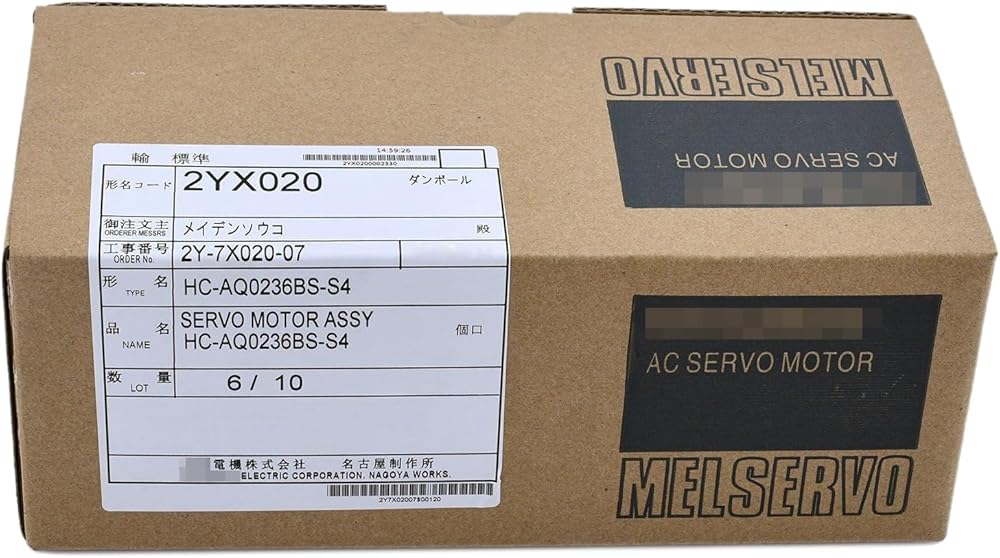 MELSERVO
AC SERVO MOTOR
14:59:26
輸 標準
2YX0200002330
形名コード 2YX020 ダンボール
御注文主 メイデンソウコ 殿
ORDERER MESSRS
工事番号 2Y-7X020-07
ORDER No.
形 名 HC-AQ0236BS-S4
TYPE
品 名 SERVO MOTOR ASSY 個口
NAME HC-AQ0236BS-S4
数 量 6 / 10
LOT
電機株式会社 名古屋制作所
ELECTRIC CORPORATION. NAGOYA WORKS.
2Y7X02007S00120
AC SERVO MOTOR
MELSERVO